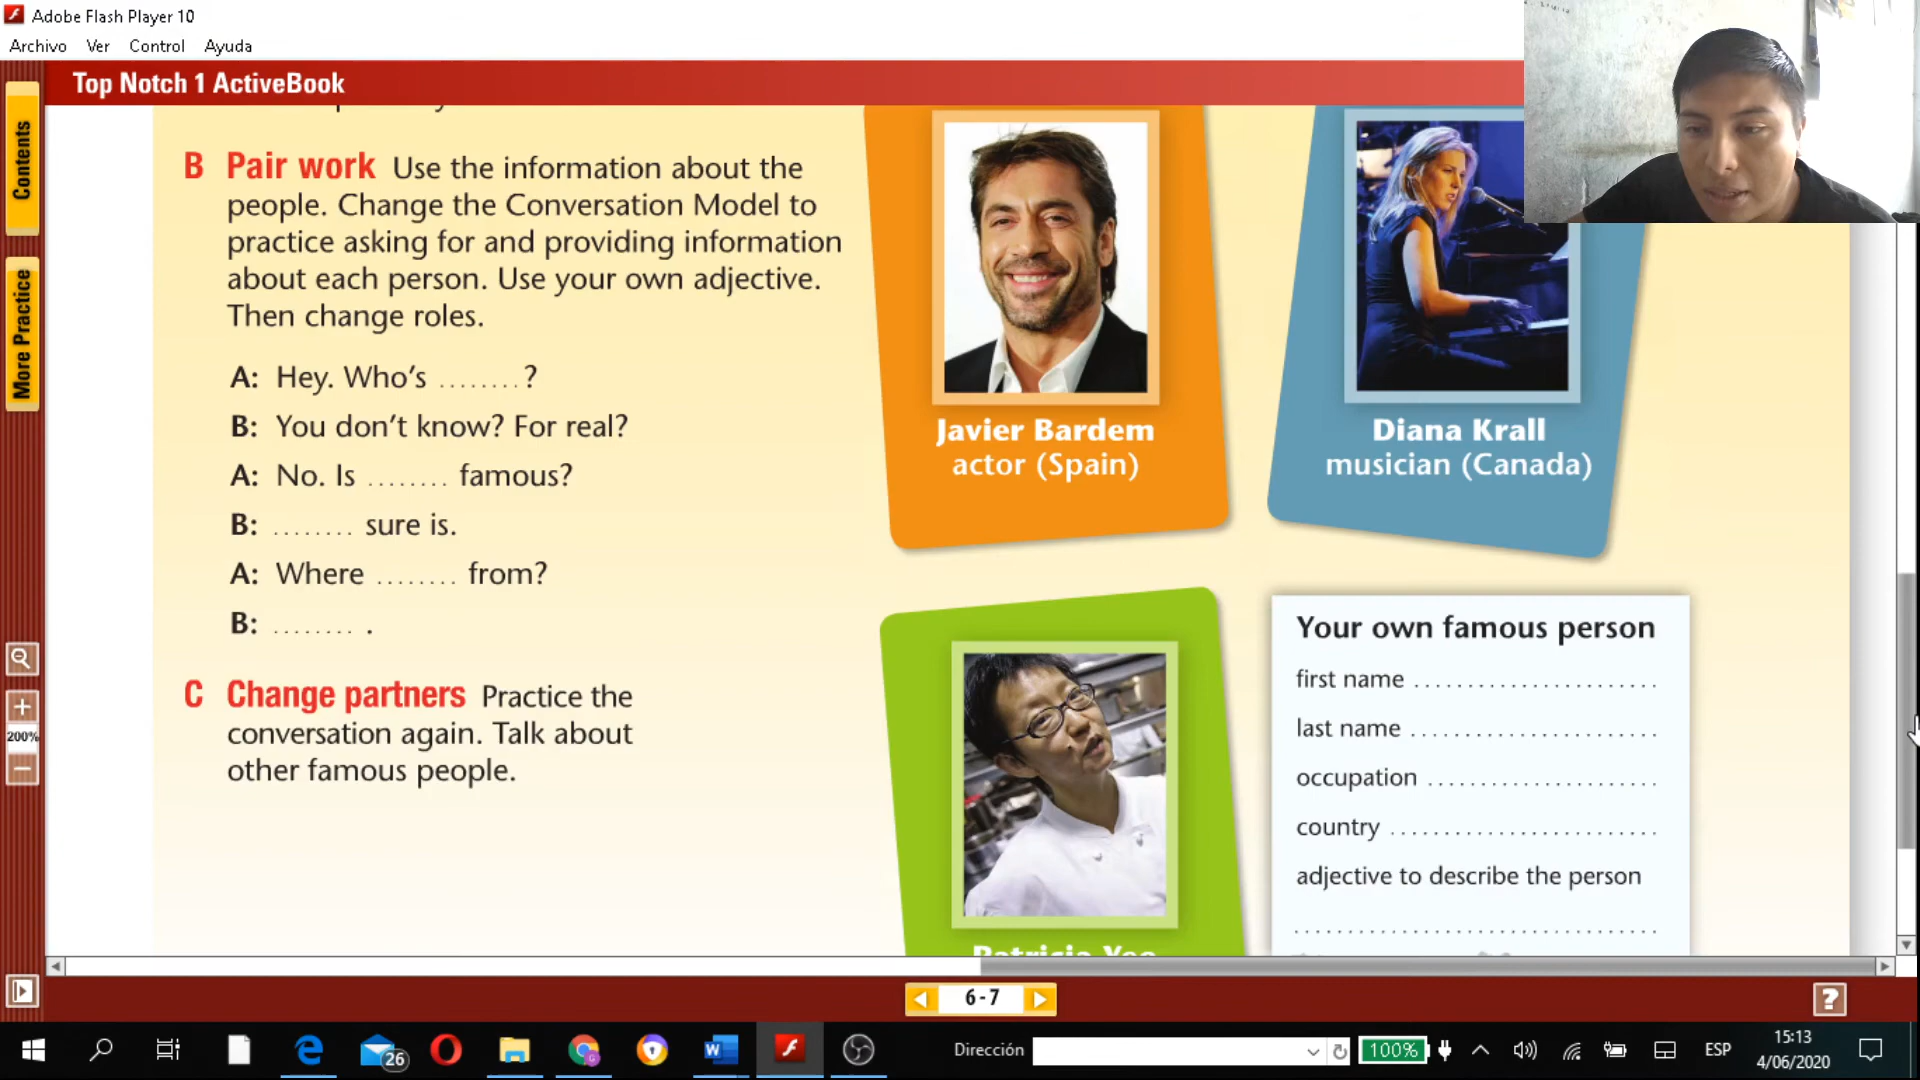 Adobe Flash Player 10
Archivo Ver Control Ayuda
Top Notch 1 ActiveBook
Contents
More Practice
200%
B Pair work Use the information about the
people. Change the Conversation Model to
practice asking for and providing information
about each person. Use your own adjective.
Then change roles.
A: Hey. Who's ........?
B: You don't know? For real?
A: No. Is ........ famous?
B: ........ sure is.
A: Where ........ from?
B: ........ .
C Change partners Practice the
conversation again. Talk about
other famous people.
Javier Bardem
actor (Spain)
Diana Krall
musician (Canada)
Your own famous person
first name
last name
occupation
country
adjective to describe the person
6-7
?
26
Dirección
100%
ESP
15:13
4/06/2020